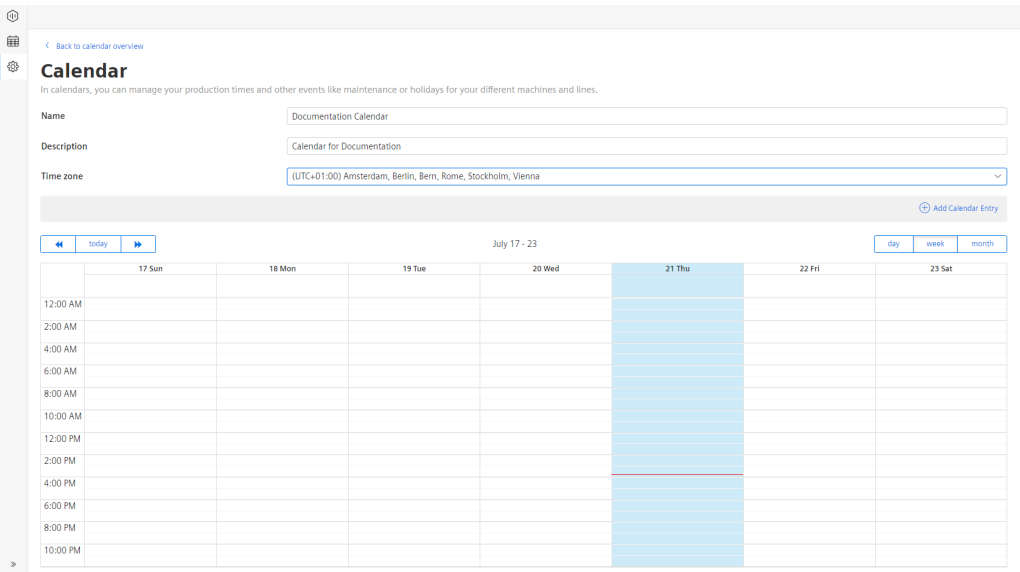 Back to calendar overview
Calendar
In calendars, you can manage your production times and other events like maintenance or holidays for your different machines and lines.
Name
Documentation Calendar
Description
Calendar for Documentation
Time zone
(UTC+01:00) Amsterdam, Berlin, Bern, Rome, Stockholm, Vienna
Add Calendar Entry
today
July 17 - 23
day week month
17 Sun 18 Mon 19 Tue 20 Wed 21 Thu 22 Fri 23 Sat
12:00 AM
2:00 AM
4:00 AM
6:00 AM
8:00 AM
10:00 AM
12:00 PM
2:00 PM
4:00 PM
6:00 PM
8:00 PM
10:00 PM